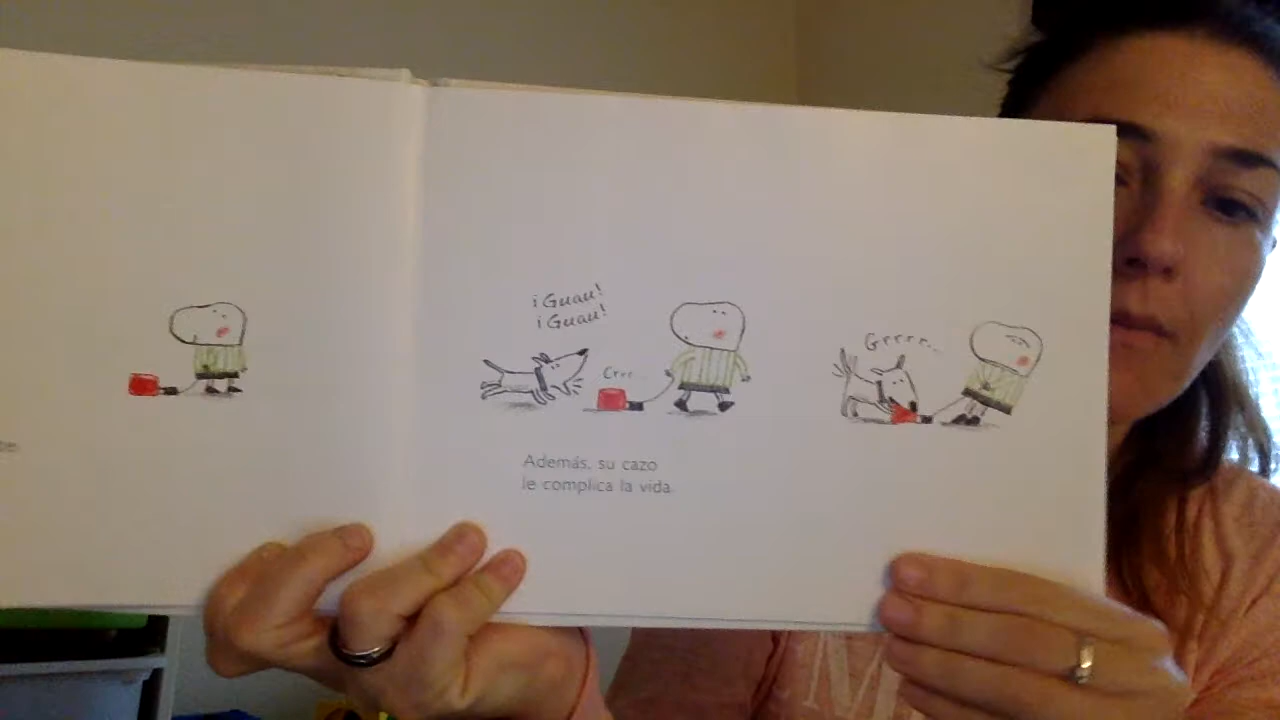 ¡Guau!
¡Guau!
Crrr...
Grrrr...
Además, su cazo
le complica la vida.
M